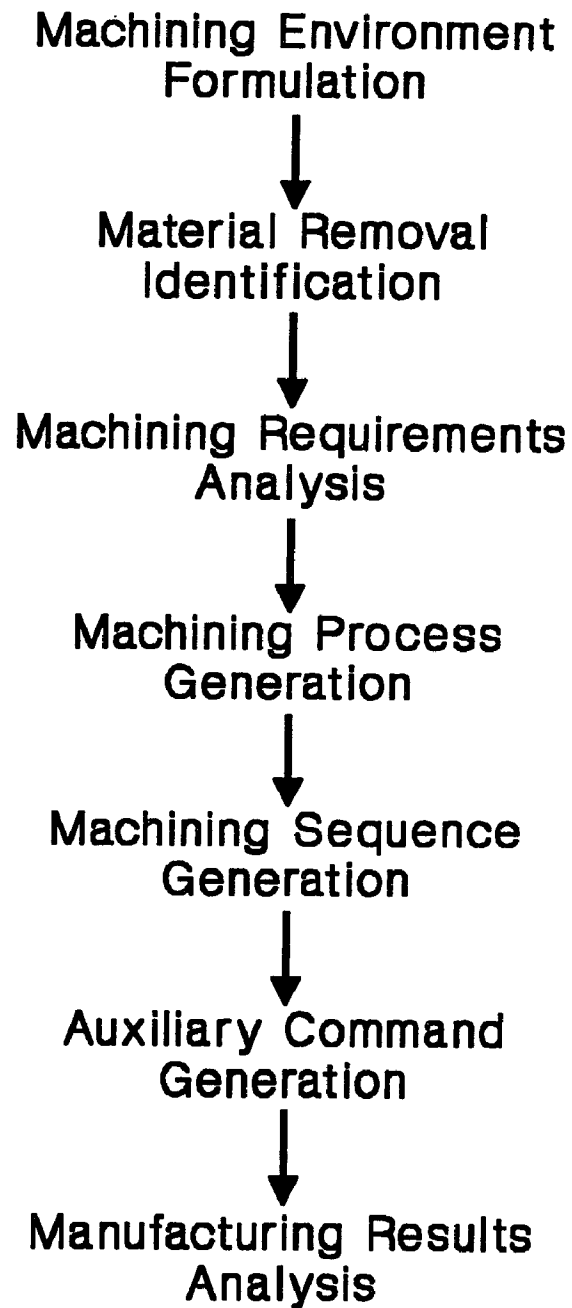 Machining Environment
Formulation
Material Removal
Identification
Machining Requirements
Analysis
Machining Process
Generation
Machining Sequence
Generation
Auxiliary Command
Generation
Manufacturing Results
Analysis